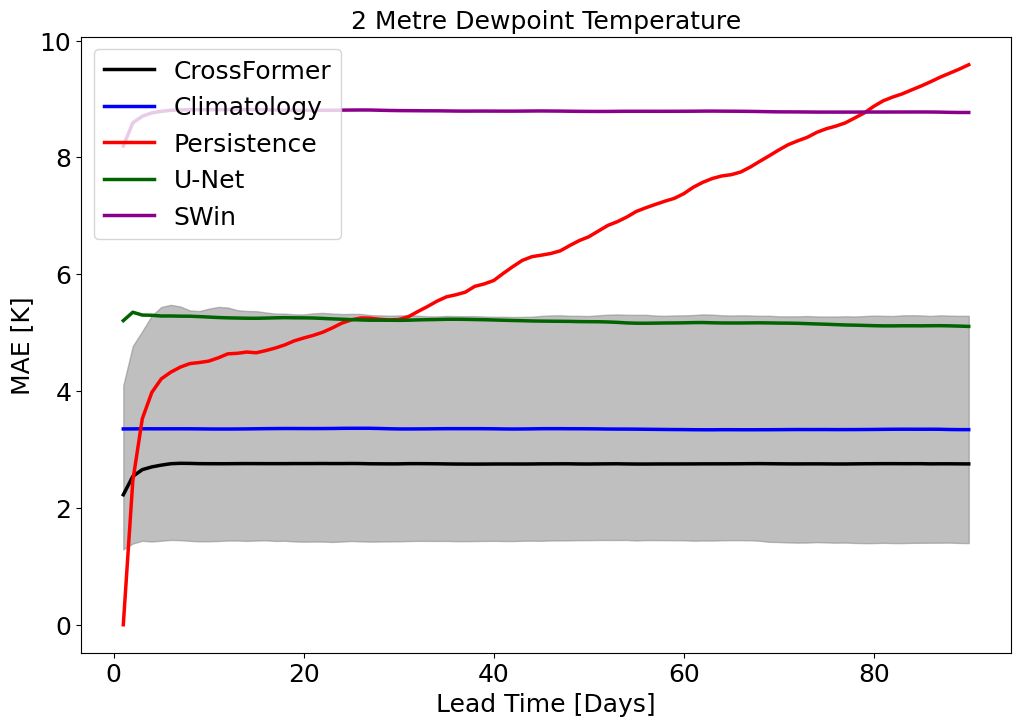 2 Metre Dewpoint Temperature
10
8
6
4
2
0
MAE [K]
CrossFormer
Climatology
Persistence
U-Net
SWin
0 20 40 60 80
Lead Time [Days]